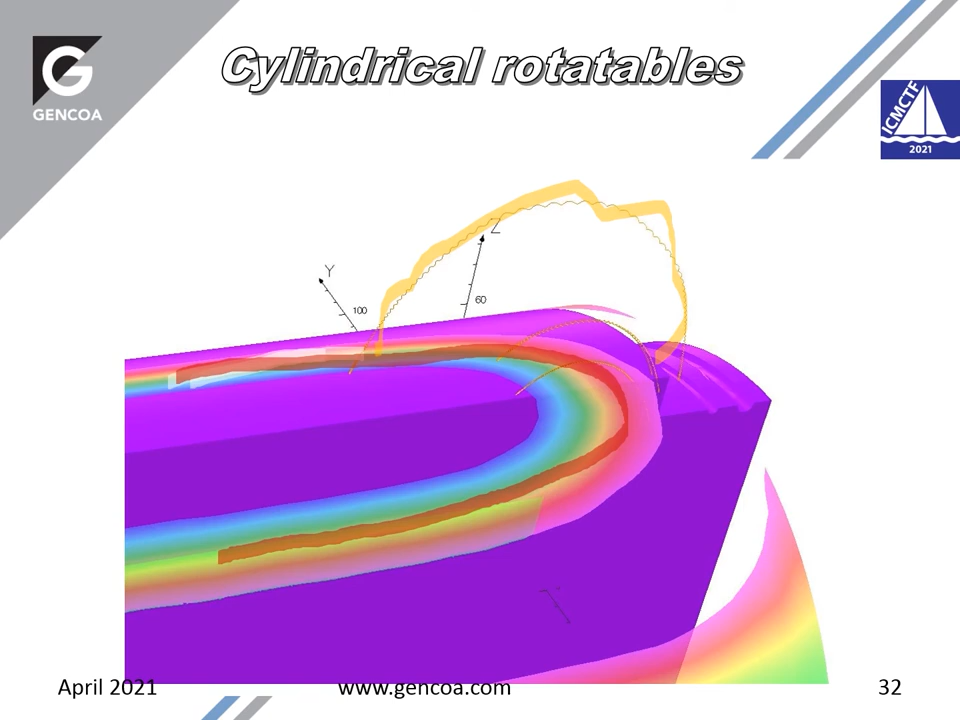 Cylindrical rotatables
G
GENCOA
ICMCTF
2021
Z
Y
100
60
April 2021
www.gencoa.com
32